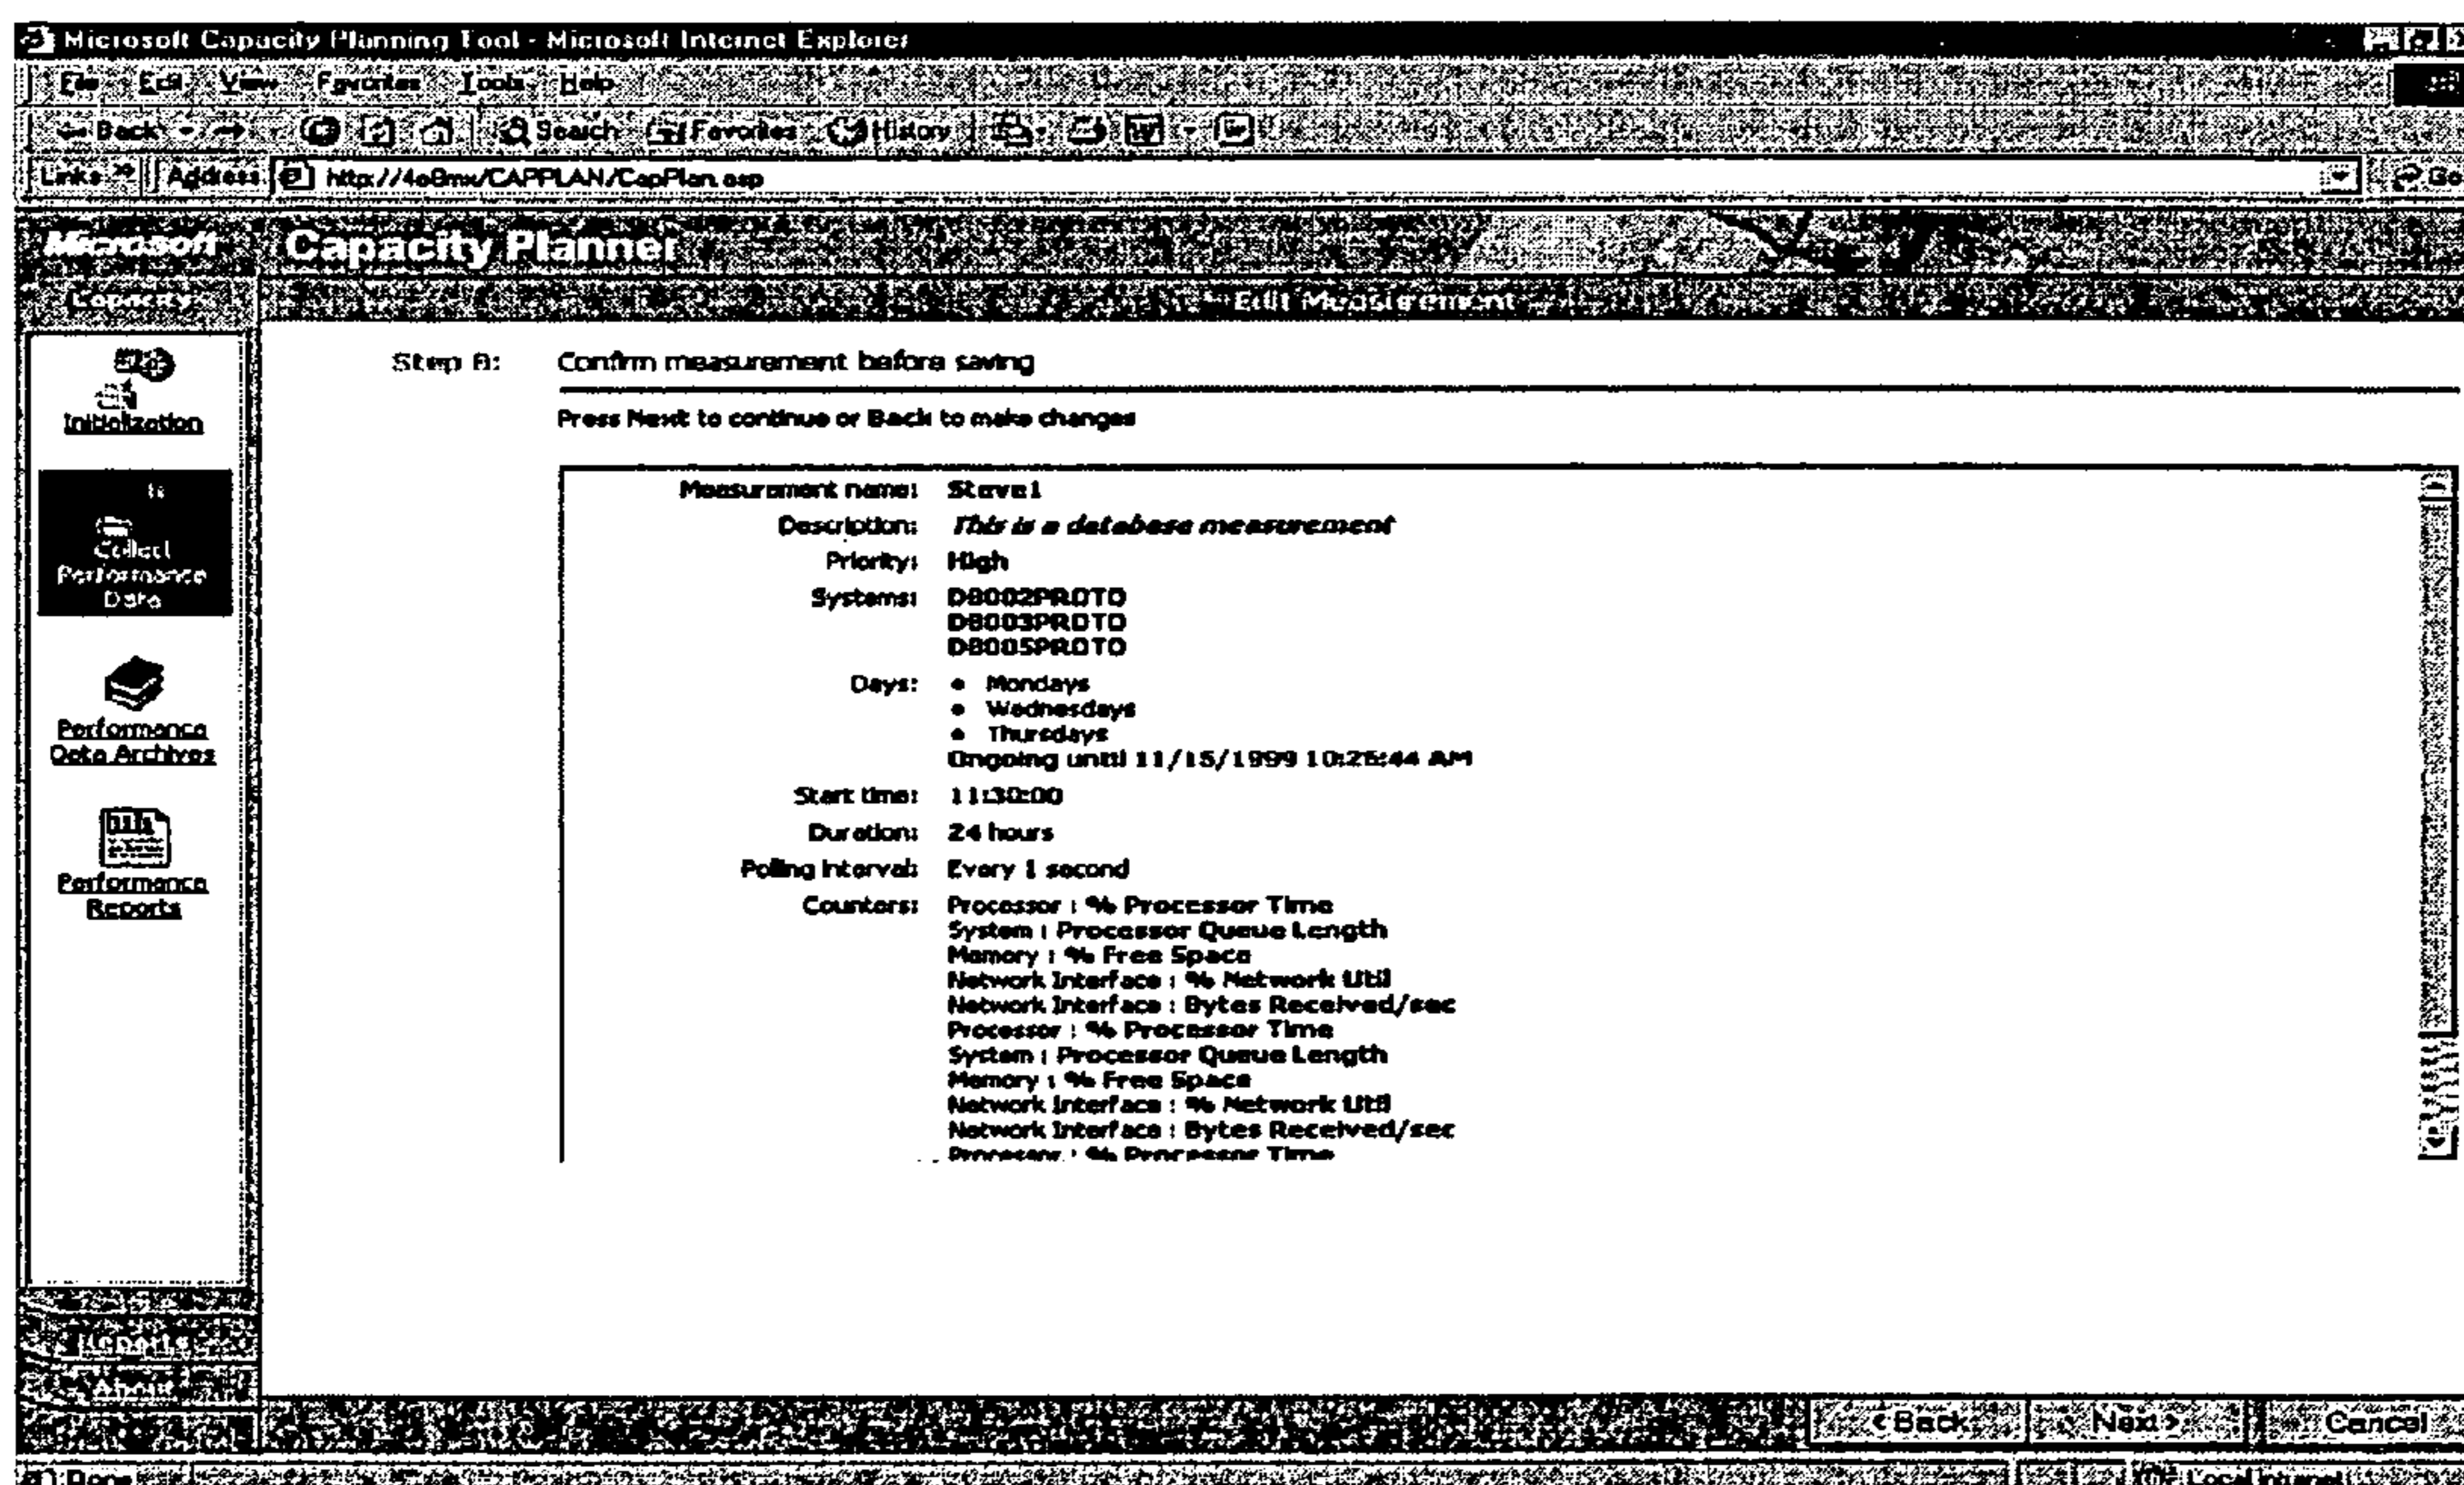 Microsoft Capacity Planning Tool - Microsoft Internet Explorer
File Edit View Favorites Tools Help
Back Search Favorites History
Links Address http://4o8mx/CAPPLAN/CapPlan.asp Go
Microsoft Capacity Planner
Capacity Edit Measurement
Initialization
Collect
Performance
Data
Performance
Data Archives
Performance
Reports
Reports
About
Step 8: Confirm measurement before saving
Press Next to continue or Back to make changes
Measurement name: Steve1
Description: This is a database measurement
Priority: High
Systems: DB002PROTO
DB003PROTO
DB005PROTO
Days: • Mondays
• Wednesdays
• Thursdays
Ongoing until 11/15/1999 10:26:44 AM
Start time: 11:30:00
Duration: 24 hours
Polling interval: Every 1 second
Counters: Processor : % Processor Time
System : Processor Queue Length
Memory : % Free Space
Network Interface : % Network Util
Network Interface : Bytes Received/sec
Processor : % Processor Time
System : Processor Queue Length
Memory : % Free Space
Network Interface : % Network Util
Network Interface : Bytes Received/sec
Processor : % Processor Time
< Back Next > Cancel
Done Local intranet